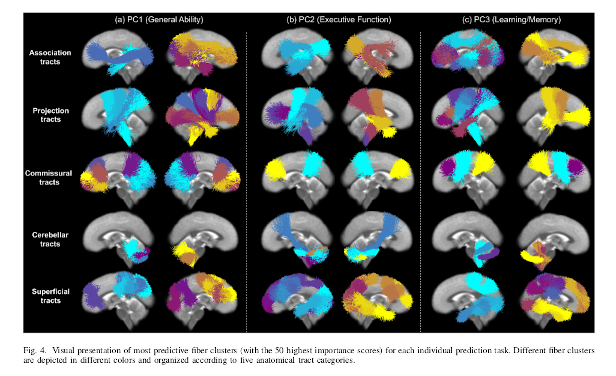 (a) PC1 (General Ability) (b) PC2 (Executive Function) (c) PC3 (Learning/Memory)
Association
tracts
Projection
tracts
Commissural
tracts
Cerebellar
tracts
Superficial
tracts
Fig. 4. Visual presentation of most predictive fiber clusters (with the 50 highest importance scores) for each individual prediction task. Different fiber clusters
are depicted in different colors and organized according to five anatomical tract categories.